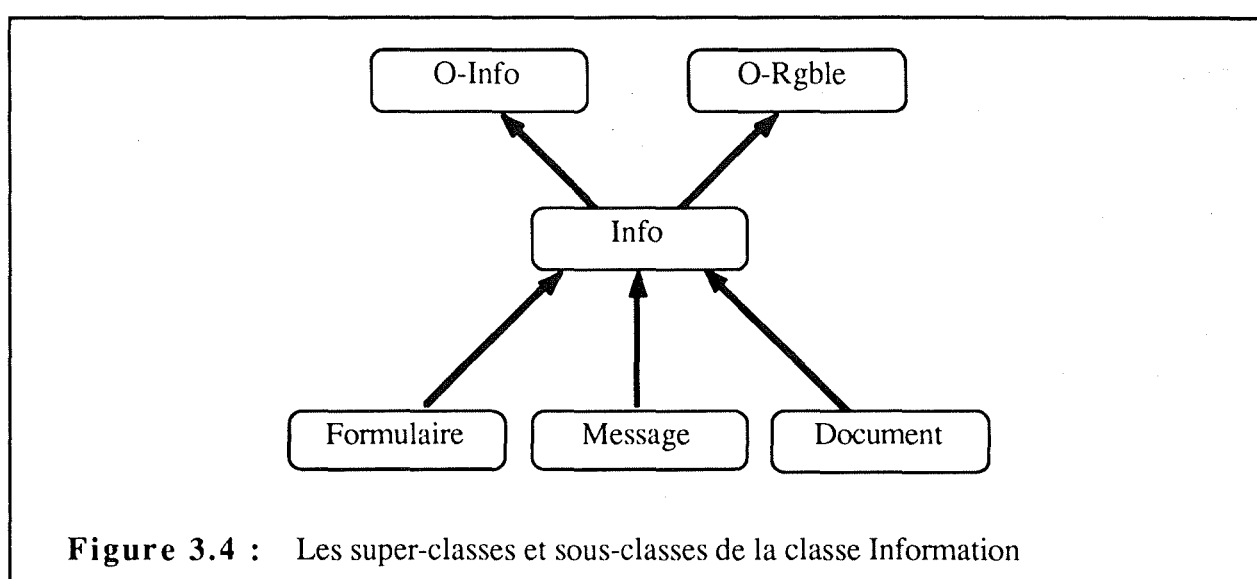 O-Info
O-Rgble
Info
Formulaire
Message
Document
Figure 3.4 : Les super-classes et sous-classes de la classe Information